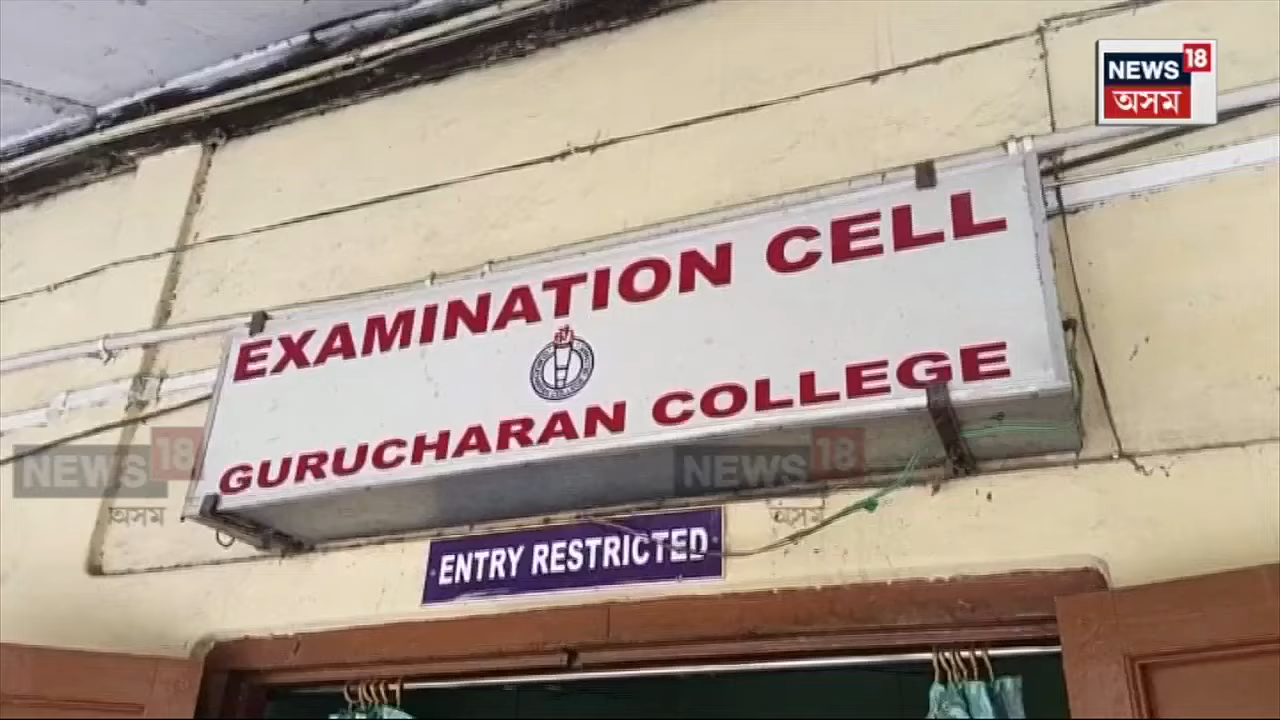 NEWS 18
অসম
EXAMINATION CELL
GURUCHARAN COLLEGE
NEWS 18
অসম
NEWS 18
অসম
ENTRY RESTRICTED